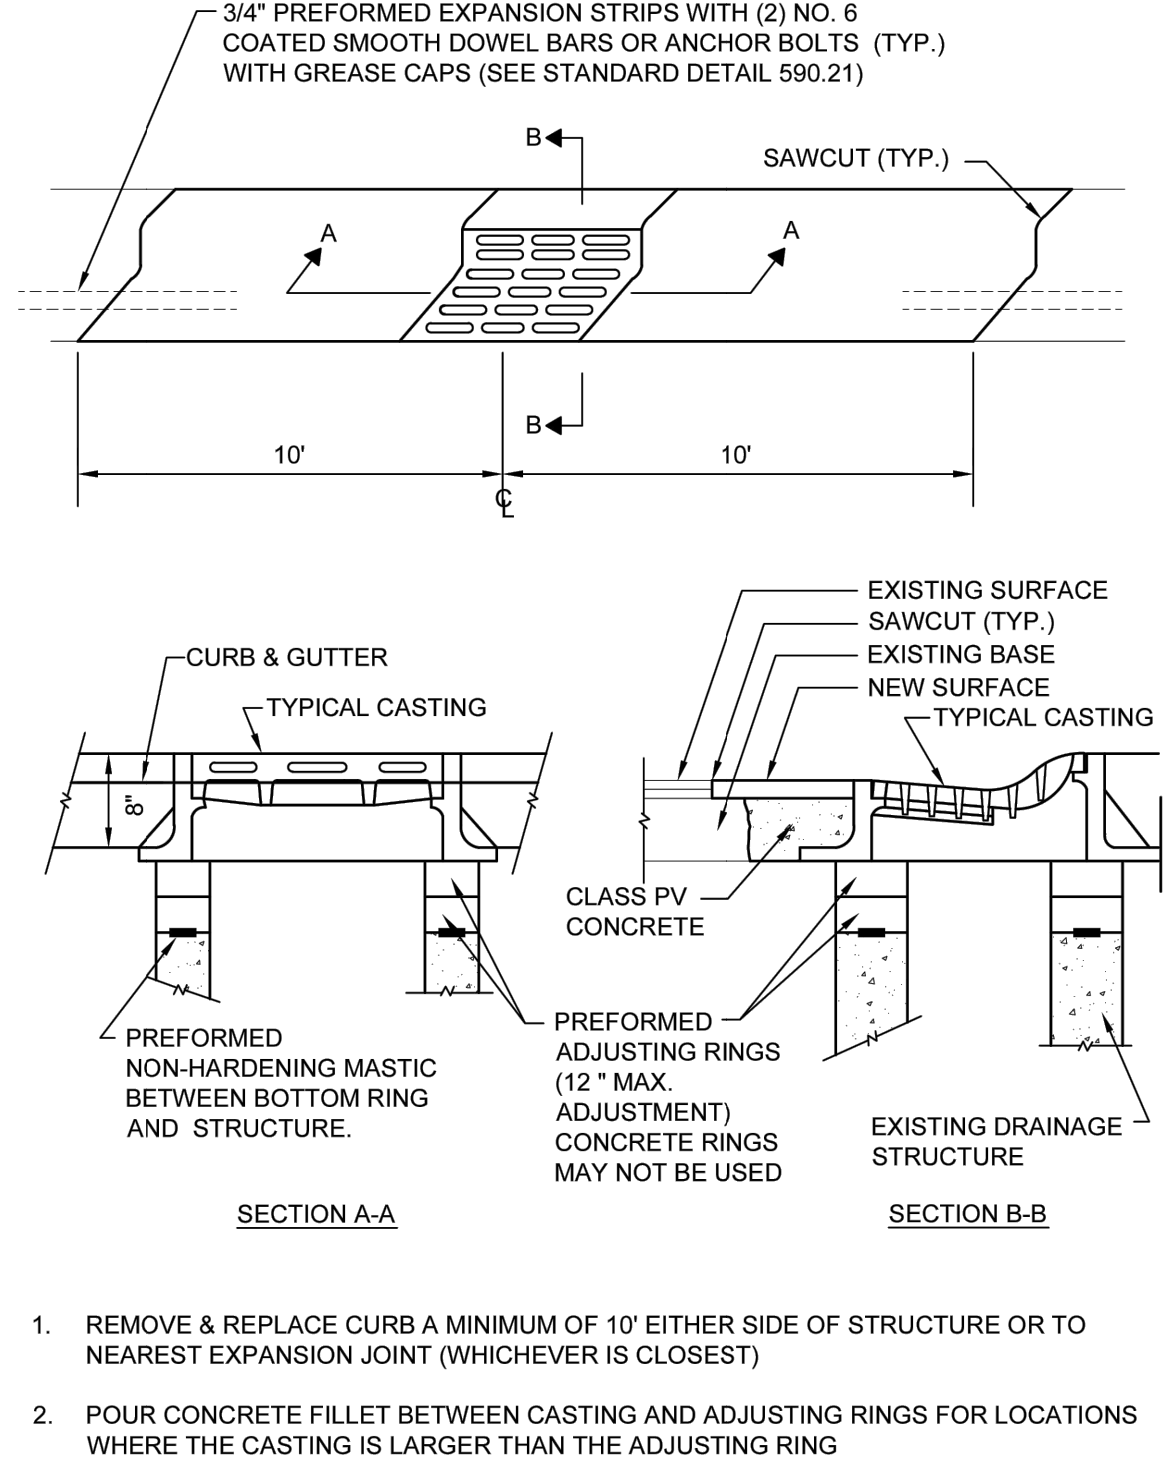 3/4" PREFORMED EXPANSION STRIPS WITH (2) NO. 6
COATED SMOOTH DOWEL BARS OR ANCHOR BOLTS (TYP.)
WITH GREASE CAPS (SEE STANDARD DETAIL 590.21)
B
SAWCUT (TYP.)
A
A
B
10'
10'
℄
EXISTING SURFACE
SAWCUT (TYP.)
EXISTING BASE
NEW SURFACE
TYPICAL CASTING
CURB & GUTTER
TYPICAL CASTING
8"
CLASS PV
CONCRETE
PREFORMED
NON-HARDENING MASTIC
BETWEEN BOTTOM RING
AND STRUCTURE.
PREFORMED
ADJUSTING RINGS
(12 " MAX.
ADJUSTMENT)
CONCRETE RINGS
MAY NOT BE USED
EXISTING DRAINAGE
STRUCTURE
SECTION A-A
SECTION B-B
1. REMOVE & REPLACE CURB A MINIMUM OF 10' EITHER SIDE OF STRUCTURE OR TO
NEAREST EXPANSION JOINT (WHICHEVER IS CLOSEST)
2. POUR CONCRETE FILLET BETWEEN CASTING AND ADJUSTING RINGS FOR LOCATIONS
WHERE THE CASTING IS LARGER THAN THE ADJUSTING RING